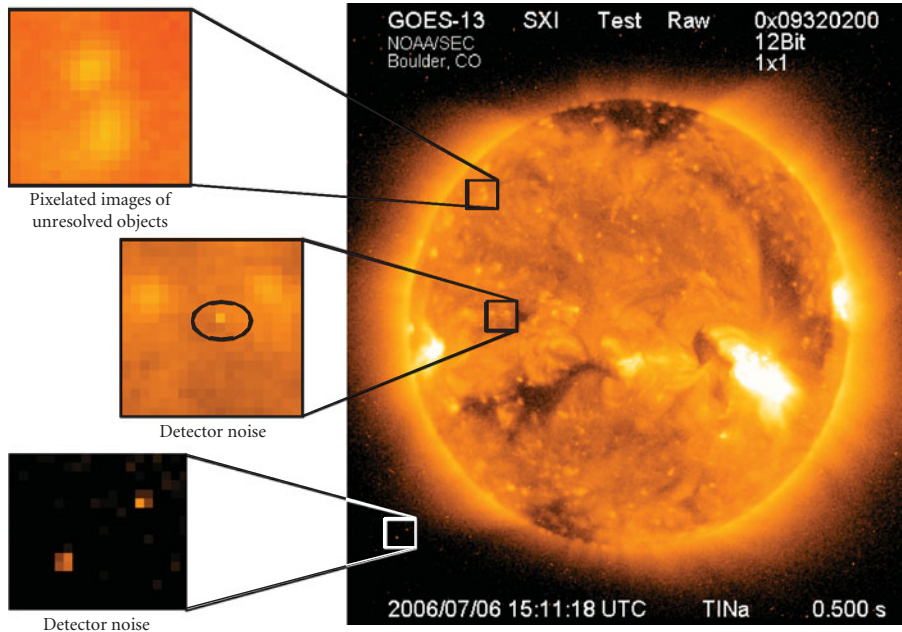 GOES-13 SXI Test Raw 0x09320200
NOAA/SEC 12Bit
Boulder, CO 1x1
Pixelated images of
unresolved objects
Detector noise
Detector noise
2006/07/06 15:11:18 UTC TINa 0.500 s